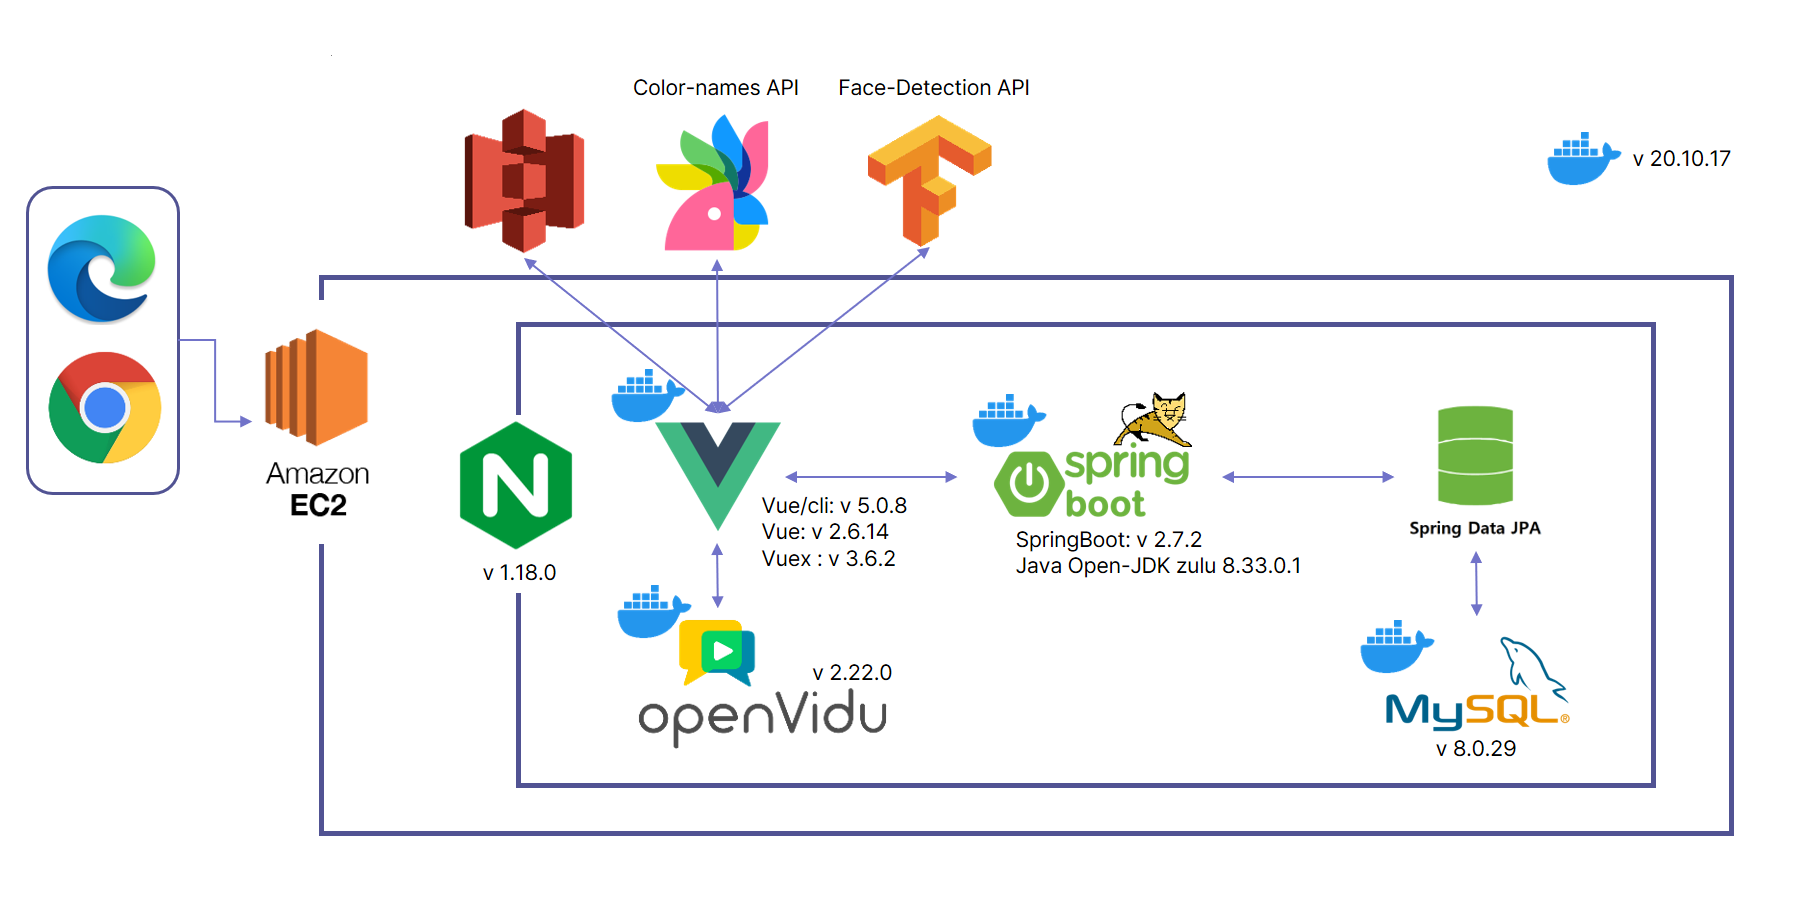 Color-names API
Face-Detection API
v 20.10.17
Amazon
EC2
v 1.18.0
Vue/cli: v 5.0.8
Vue: v 2.6.14
Vuex : v 3.6.2
spring
boot
SpringBoot: v 2.7.2
Java Open-JDK zulu 8.33.0.1
Spring Data JPA
v 2.22.0
openVidu
MySQL®
v 8.0.29